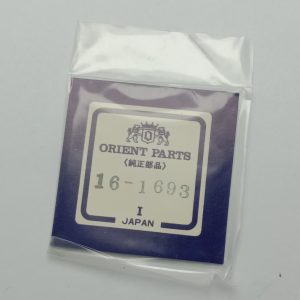 ORIENT PARTS
〈純正部品〉
16-1693
I
JAPAN